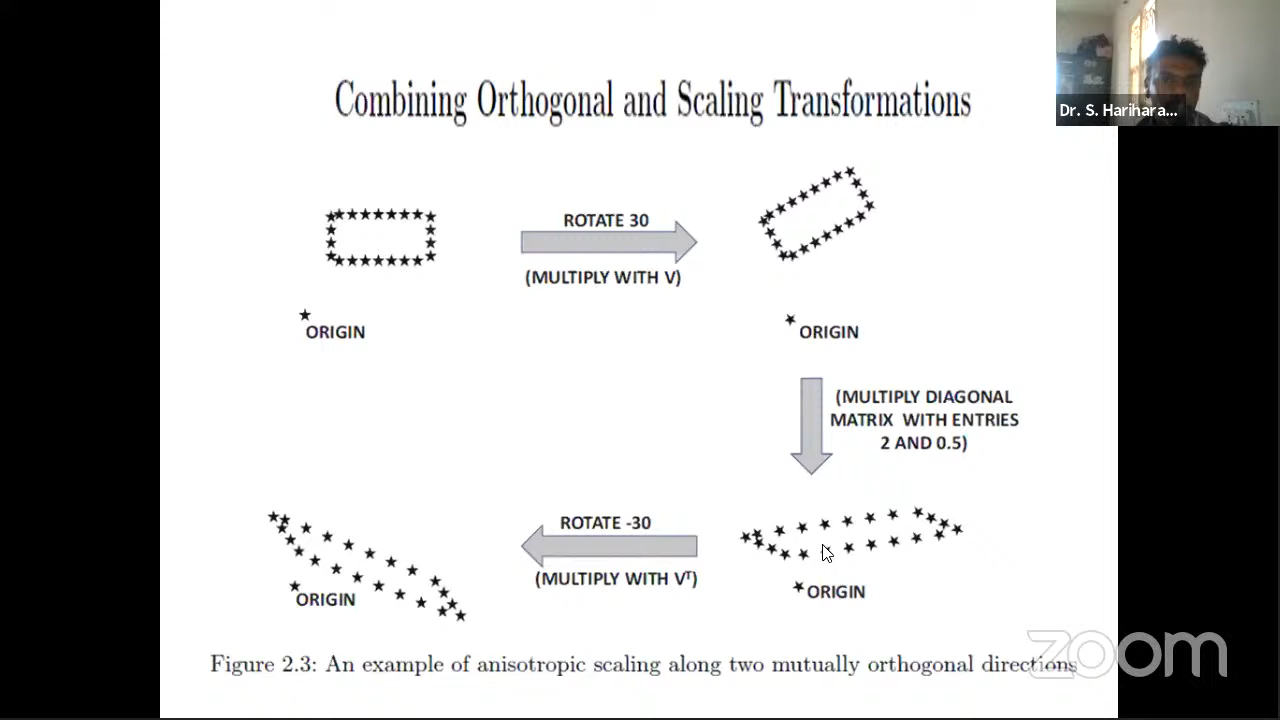 Combining Orthogonal and Scaling Transformations
Dr. S. Harihara...
ROTATE 30
(MULTIPLY WITH V)
ORIGIN
ORIGIN
(MULTIPLY DIAGONAL
MATRIX WITH ENTRIES
2 AND 0.5)
ROTATE -30
(MULTIPLY WITH Vᵀ)
ORIGIN
ORIGIN
Figure 2.3: An example of anisotropic scaling along two mutually orthogonal directions
zoom